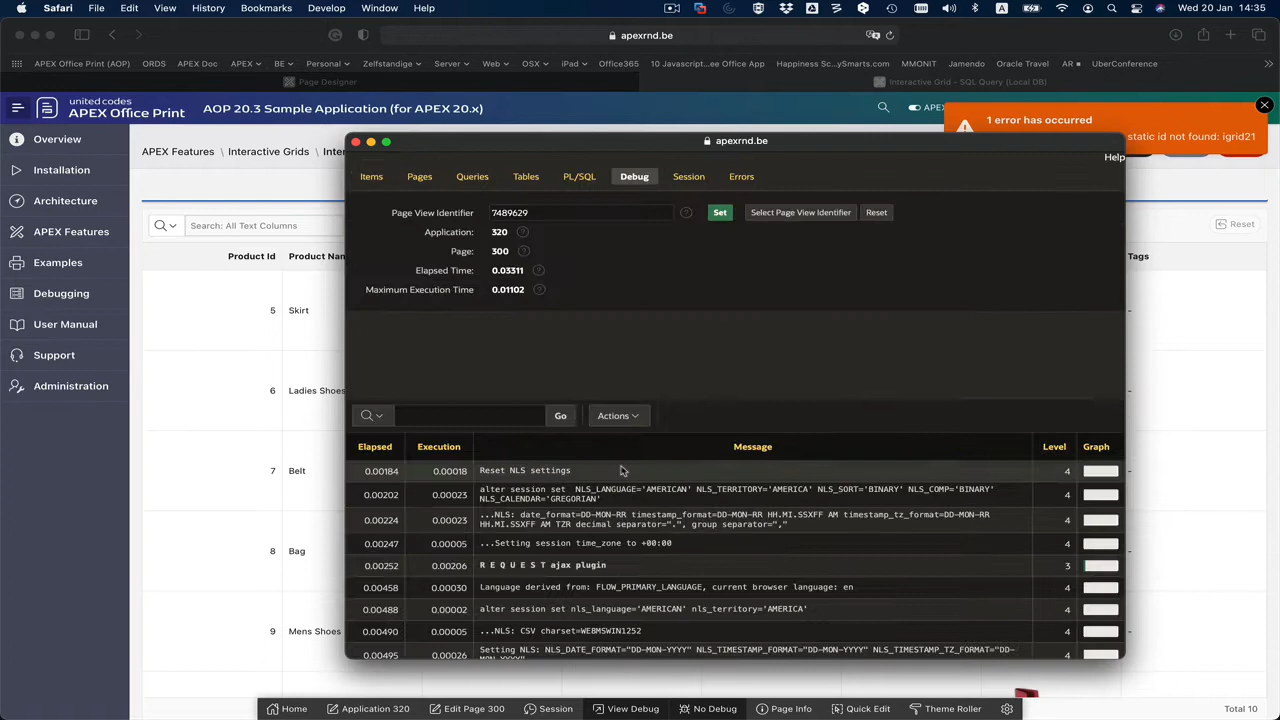 Safari File Edit View History Bookmarks Develop Window Help
Wed 20 Jan 14:35
apexrnd.be
APEX Office Print (AOP) ORDS APEX Doc APEX BE Personal Zelfstandige Server Web OSX iPad Office365 10 Javascript...ee Office App Happiness Sc...ySmarts.com MMONIT Jamendo Oracle Travel AR UberConference
Page Designer
Interactive Grid – SQL Query (Local DB)
united codes
APEX Office Print
AOP 20.3 Sample Application (for APEX 20.x)
APEX
1 error has occurred
static id not found: igrid21
Overview
Installation
Architecture
APEX Features
Examples
Debugging
User Manual
Support
Administration
APEX Features \ Interactive Grids \
Search: All Text Columns
Reset
Product Id
Tags
5 Skirt -
6 Ladies Shoes -
7 Belt -
8 Bag -
9 Mens Shoes -
apexrnd.be
Help
Items Pages Queries Tables PL/SQL Debug Session Errors
Page View Identifier 7489629 Set Select Page View Identifier Reset
Application: 320
Page: 300
Elapsed Time: 0.03311
Maximum Execution Time 0.01102
Go Actions
Elapsed Execution Message Level Graph
0.00184 0.00018 Reset NLS settings 4
0.00202 0.00023 alter session set NLS_LANGUAGE='AMERICAN' NLS_TERRITORY='AMERICA' NLS_SORT='BINARY' NLS_COMP='BINARY'
NLS_CALENDAR='GREGORIAN' 4
0.00224 0.00023 ...NLS: date_format=DD-MON-RR timestamp_format=DD-MON-RR HH.MI.SSXFF AM timestamp_tz_format=DD-MON-RR
HH.MI.SSXFF AM TZR decimal separator=".", group separator="," 4
0.00247 0.00005 ...Setting session time_zone to +00:00 4
0.00252 0.00206 R E Q U E S T ajax plugin 3
0.00458 0.00030 Language derived from: FLOW_PRIMARY_LANGUAGE, current browser language: en 4
0.00488 0.00002 alter session set nls_language='AMERICAN' nls_territory='AMERICA' 4
0.00490 0.00005 ...NLS: CSV charset=WE8MSWIN1252 4
0.00495 0.00026 Setting NLS: NLS_DATE_FORMAT="DD-MON-YYYY" NLS_TIMESTAMP_FORMAT="DD-MON-YYYY" NLS_TIMESTAMP_TZ_FORMAT="DD- 4
Home Application 320 Edit Page 300 Session View Debug No Debug Page Info Quick Edit Theme Roller
Total 10